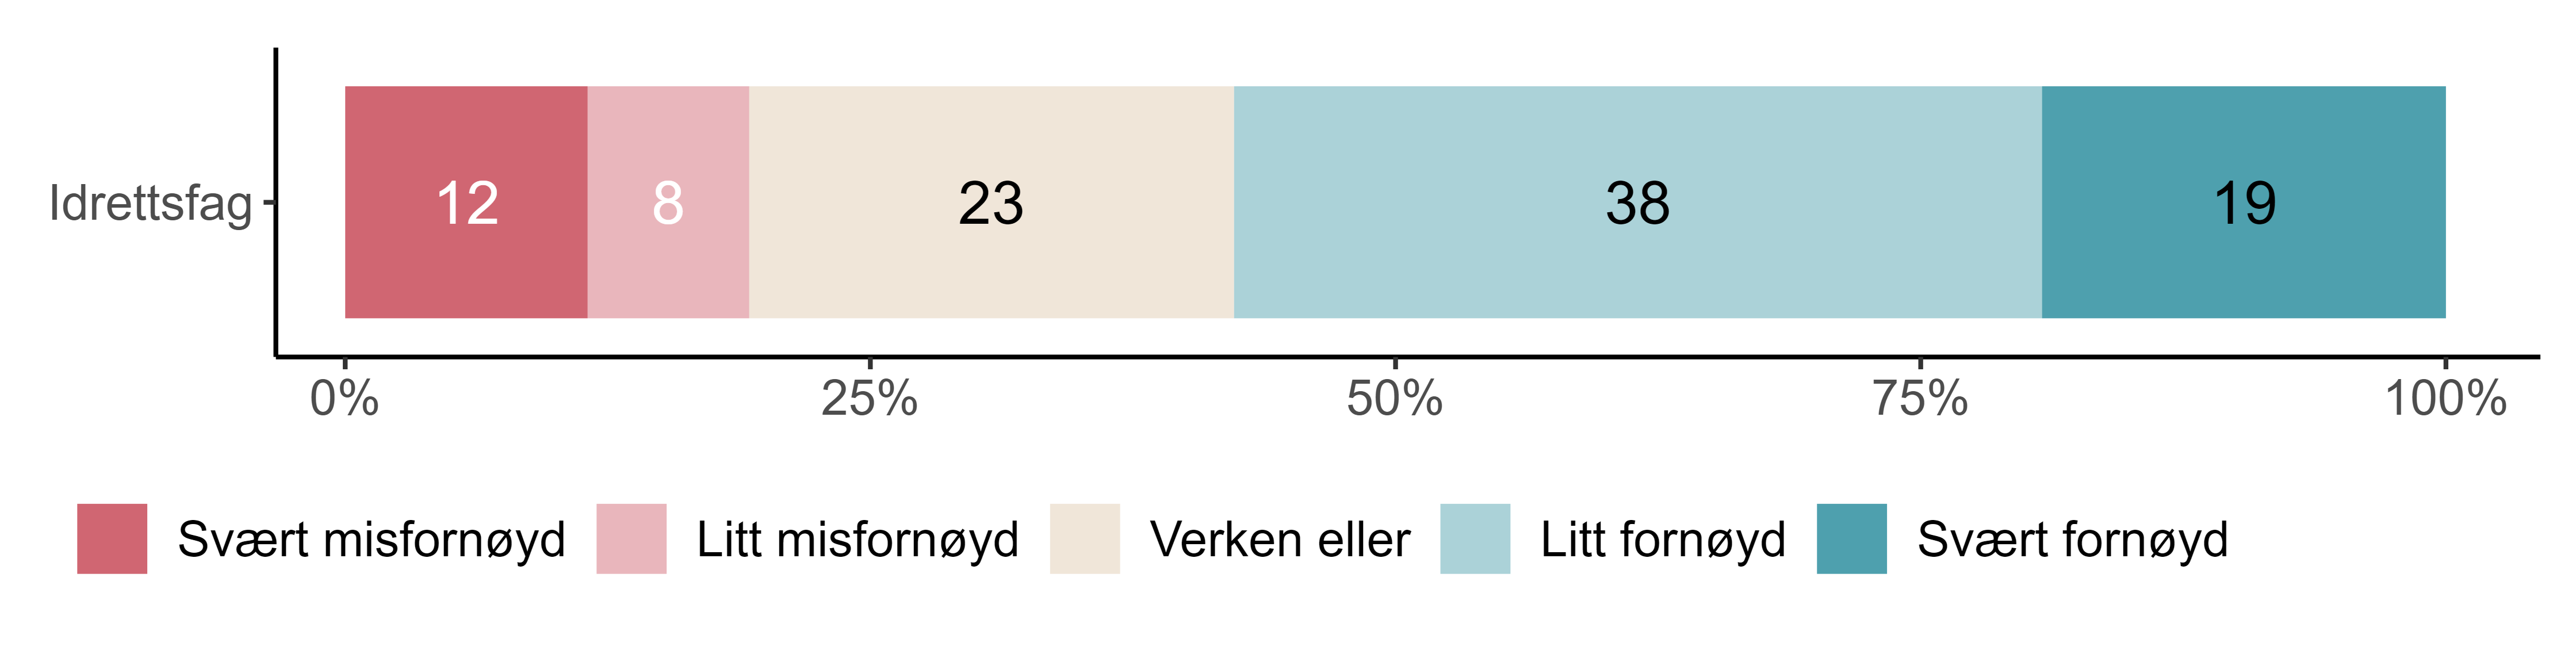 Idrettsfag 12 8 23 38 19
0% 25% 50% 75% 100%
Svært misfornøyd Litt misfornøyd Verken eller Litt fornøyd Svært fornøyd